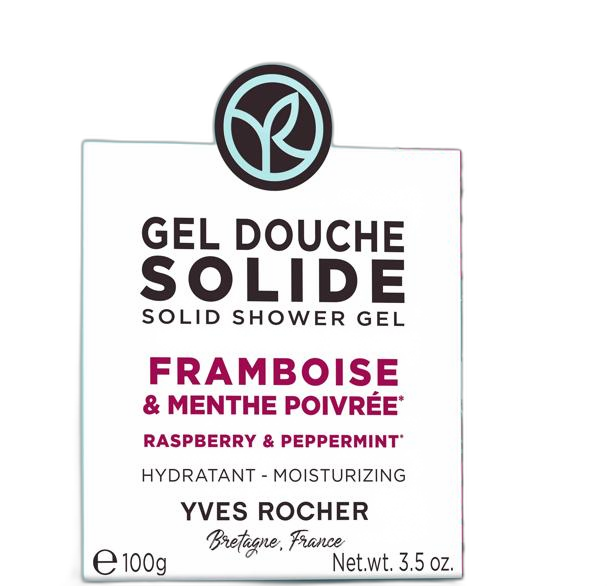 GEL DOUCHE
SOLIDE
SOLID SHOWER GEL
FRAMBOISE
& MENTHE POIVRÉE*
RASPBERRY & PEPPERMINT*
HYDRATANT - MOISTURIZING
YVES ROCHER
Bretagne, France
℮ 100g
Net.wt. 3.5 oz.